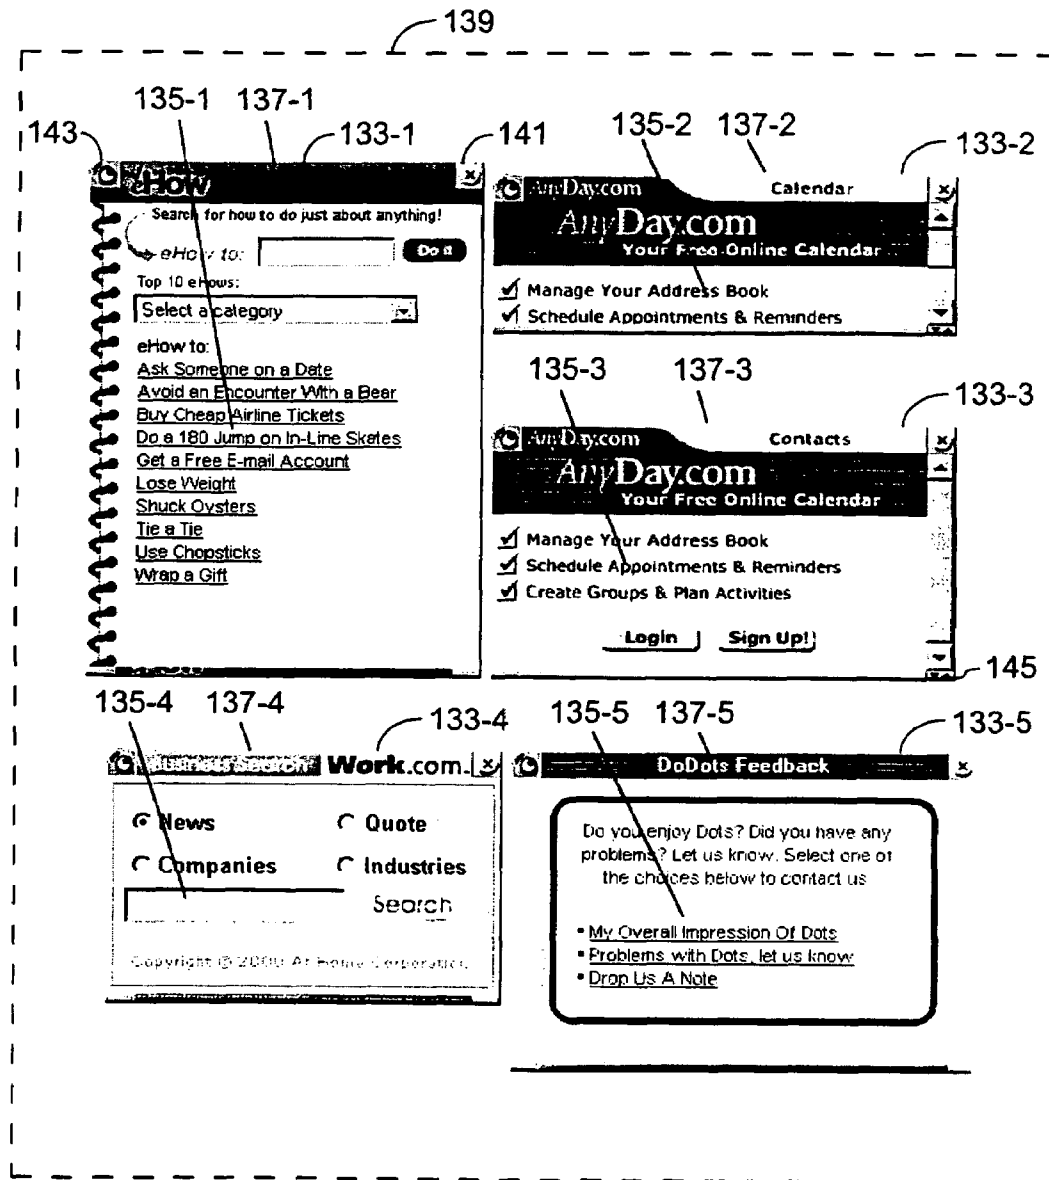 139
135-1 137-1
143 133-1 141
eHow
Search for how to do just about anything!
eHow to: Do it
Top 10 eHows:
Select a category
eHow to:
Ask Someone on a Date
Avoid an Encounter With a Bear
Buy Cheap Airline Tickets
Do a 180 Jump on In-Line Skates
Get a Free E-mail Account
Lose Weight
Shuck Oysters
Tie a Tie
Use Chopsticks
Wrap a Gift
135-2 137-2 133-2
AnyDay.com Calendar
AnyDay.com
Your Free Online Calendar
Manage Your Address Book
Schedule Appointments & Reminders
135-3 137-3 133-3
AnyDay.com Contacts
AnyDay.com
Your Free Online Calendar
Manage Your Address Book
Schedule Appointments & Reminders
Create Groups & Plan Activities
Login Sign Up!
145
135-4 137-4 133-4
Business Search Work.com
News Quote
Companies Industries
Search
Copyright © 2000 At Home Corporation
135-5 137-5 133-5
DoDots Feedback
Do you enjoy Dots? Did you have any
problems? Let us know. Select one of
the choices below to contact us
My Overall Impression Of Dots
Problems with Dots, let us know
Drop Us A Note